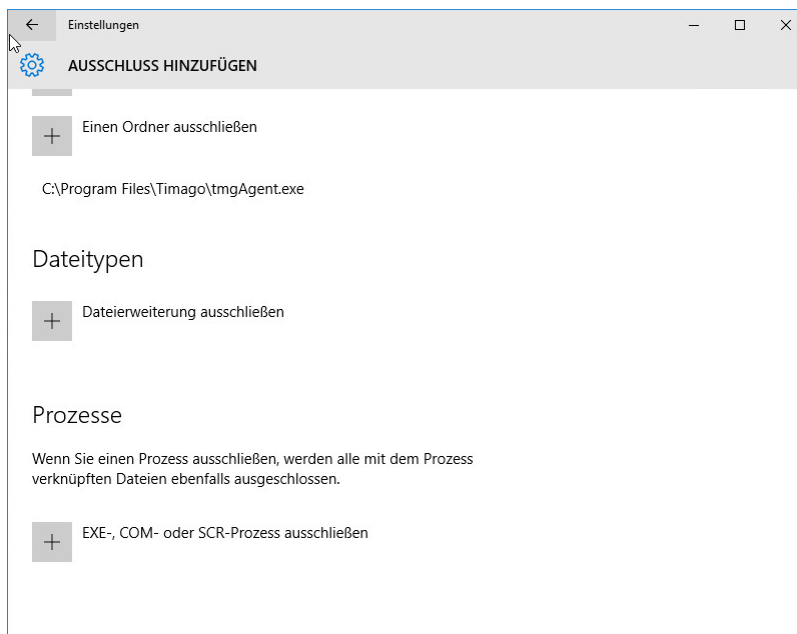 Einstellungen
AUSSCHLUSS HINZUFÜGEN
Einen Ordner ausschließen
C:\Program Files\Timago\tmgAgent.exe
Dateitypen
Dateierweiterung ausschließen
Prozesse
Wenn Sie einen Prozess ausschließen, werden alle mit dem Prozess
verknüpften Dateien ebenfalls ausgeschlossen.
EXE-, COM- oder SCR-Prozess ausschließen